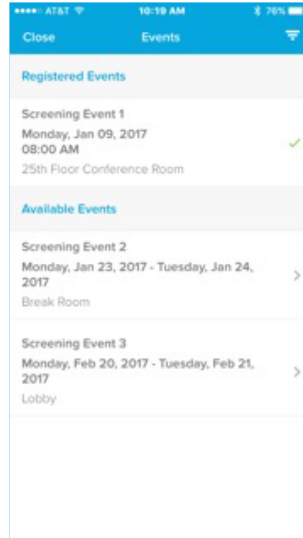 AT&T 10:19 AM 76%
Close Events
Registered Events
Screening Event 1
Monday, Jan 09, 2017
08:00 AM
25th Floor Conference Room
Available Events
Screening Event 2
Monday, Jan 23, 2017 - Tuesday, Jan 24,
2017
Break Room
Screening Event 3
Monday, Feb 20, 2017 - Tuesday, Feb 21,
2017
Lobby